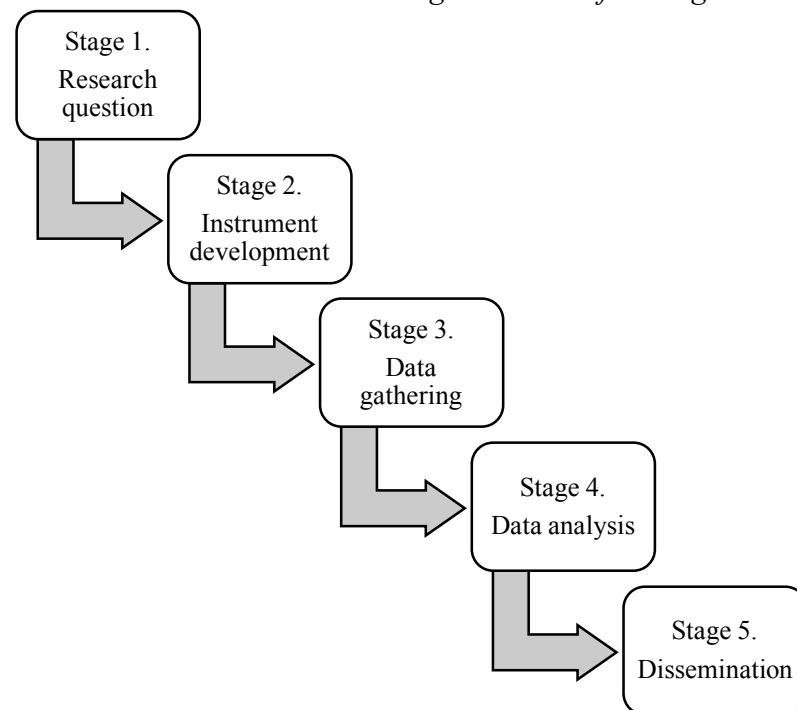 Stage 1.
Research
question
Stage 2.
Instrument
development
Stage 3.
Data
gathering
Stage 4.
Data analysis
Stage 5.
Dissemination